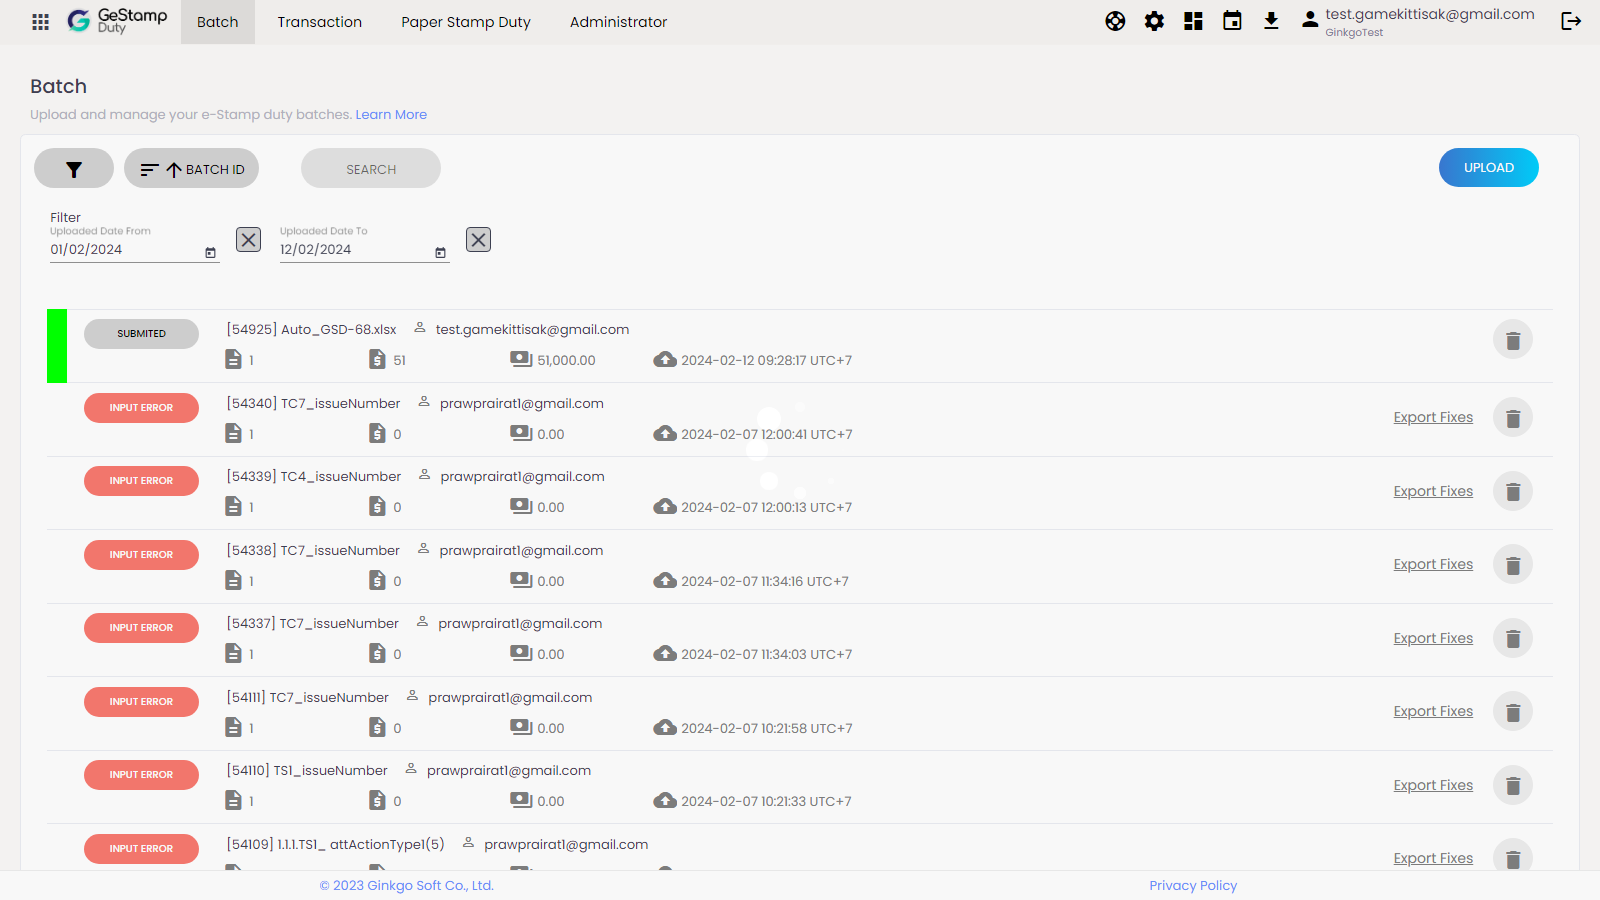 GeStamp Duty Batch Transaction Paper Stamp Duty Administrator test.gamekittisak@gmail.com
GinkgoTest
Batch
Upload and manage your e-Stamp duty batches. Learn More
BATCH ID SEARCH UPLOAD
Filter
Uploaded Date From Uploaded Date To
01/02/2024 12/02/2024
SUBMITED [54925] Auto_GSD-68.xlsx test.gamekittisak@gmail.com
1 51 51,000.00 2024-02-12 09:28:17 UTC+7
INPUT ERROR [54340] TC7_issueNumber prawprairat1@gmail.com Export Fixes
1 0 0.00 2024-02-07 12:00:41 UTC+7
INPUT ERROR [54339] TC4_issueNumber prawprairat1@gmail.com Export Fixes
1 0 0.00 2024-02-07 12:00:13 UTC+7
INPUT ERROR [54338] TC7_issueNumber prawprairat1@gmail.com Export Fixes
1 0 0.00 2024-02-07 11:34:16 UTC+7
INPUT ERROR [54337] TC7_issueNumber prawprairat1@gmail.com Export Fixes
1 0 0.00 2024-02-07 11:34:03 UTC+7
INPUT ERROR [54111] TC7_issueNumber prawprairat1@gmail.com Export Fixes
1 0 0.00 2024-02-07 10:21:58 UTC+7
INPUT ERROR [54110] TS1_issueNumber prawprairat1@gmail.com Export Fixes
1 0 0.00 2024-02-07 10:21:33 UTC+7
INPUT ERROR [54109] 1.1.1.TS1_ attActionType1(5) prawprairat1@gmail.com Export Fixes
© 2023 Ginkgo Soft Co., Ltd. Privacy Policy